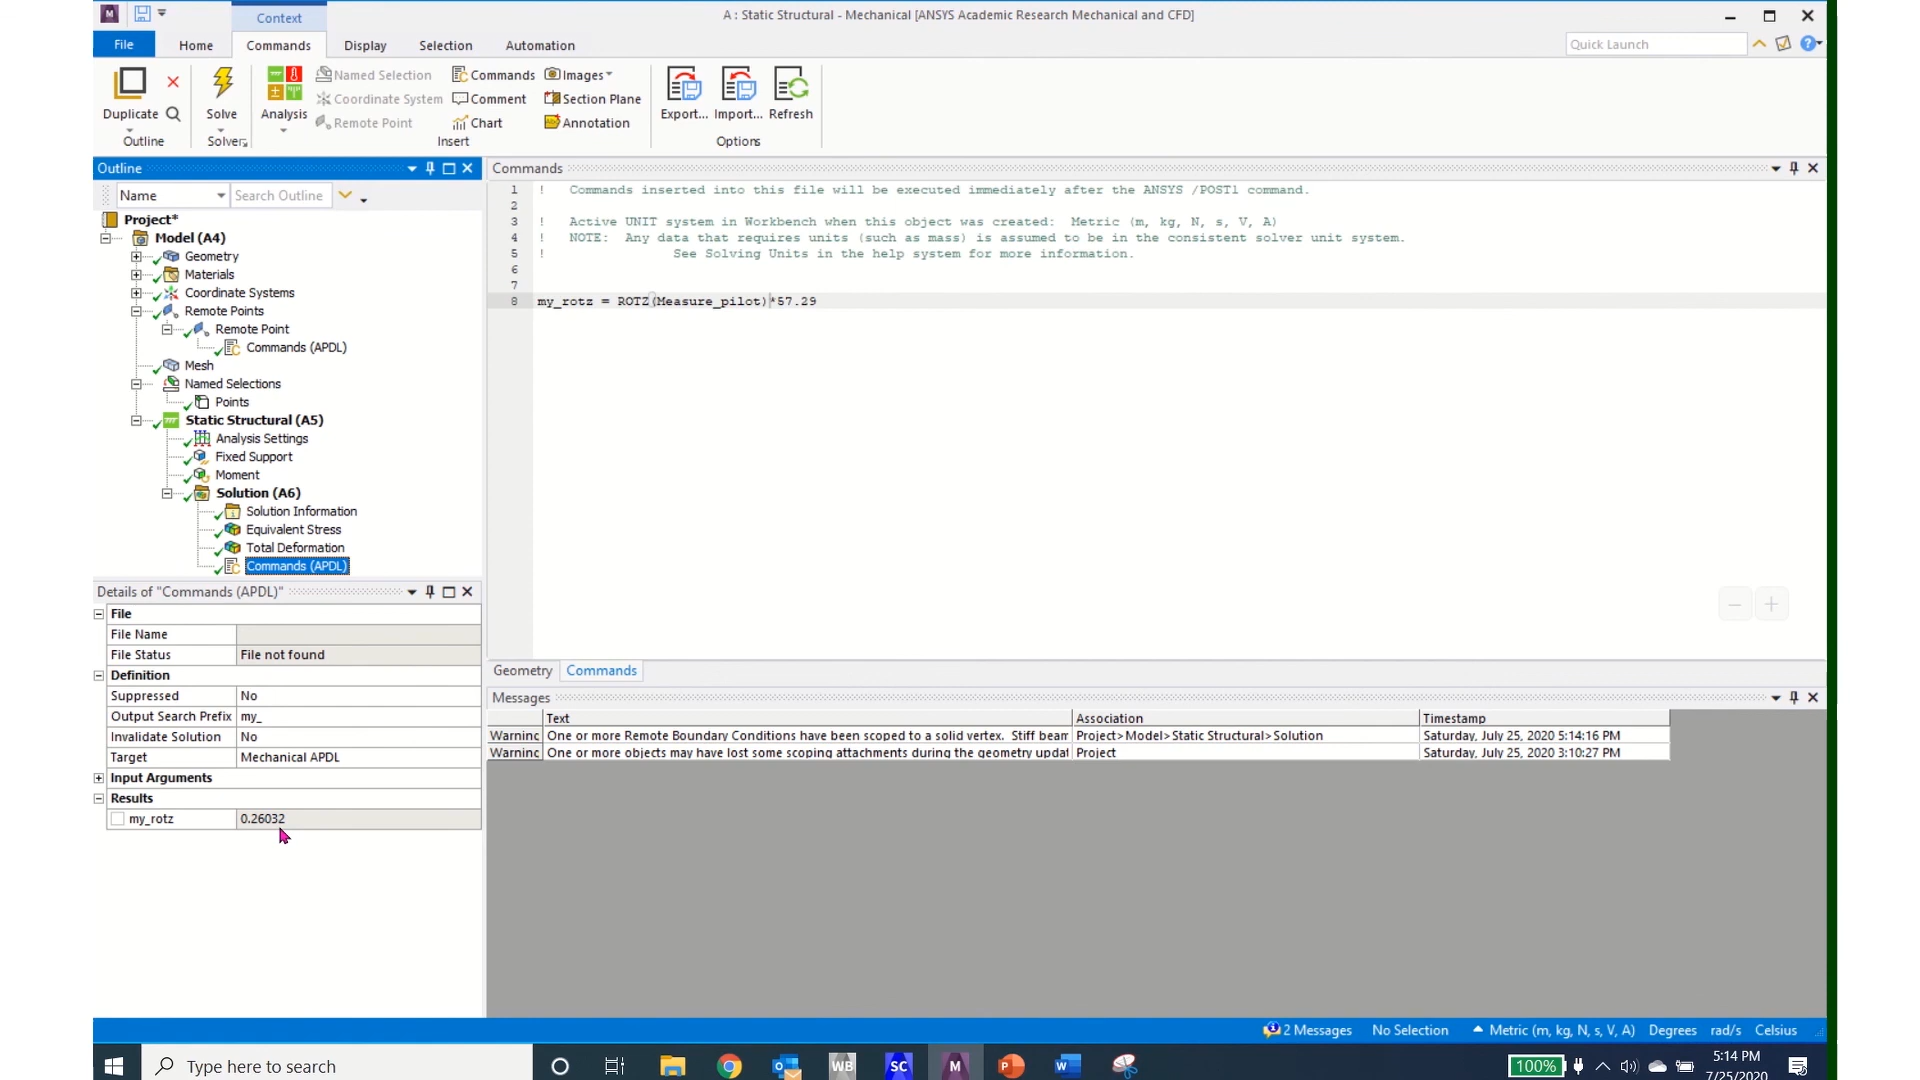 Context
A : Static Structural - Mechanical [ANSYS Academic Research Mechanical and CFD]
File
Home
Commands
Display
Selection
Automation
Quick Launch
Duplicate
Outline
Solve
Solver
Analysis
Named Selection
Coordinate System
Remote Point
Commands
Comment
Chart
Images
Section Plane
Annotation
Insert
Export...
Import...
Refresh
Options
Outline
Name
Search Outline
Project*
Model (A4)
Geometry
Materials
Coordinate Systems
Remote Points
Remote Point
Commands (APDL)
Mesh
Named Selections
Points
Static Structural (A5)
Analysis Settings
Fixed Support
Moment
Solution (A6)
Solution Information
Equivalent Stress
Total Deformation
Commands (APDL)
Details of "Commands (APDL)"
File
File Name
File Status File not found
Definition
Suppressed No
Output Search Prefix my_
Invalidate Solution No
Target Mechanical APDL
Input Arguments
Results
my_rotz 0.26032
Commands
1 ! Commands inserted into this file will be executed immediately after the ANSYS /POST1 command.
2
3 ! Active UNIT system in Workbench when this object was created: Metric (m, kg, N, s, V, A)
4 ! NOTE: Any data that requires units (such as mass) is assumed to be in the consistent solver unit system.
5 ! See Solving Units in the help system for more information.
6
7
8 my_rotz = ROTZ(Measure_pilot)*57.29
Geometry
Commands
Messages
Text Association Timestamp
Warninc One or more Remote Boundary Conditions have been scoped to a solid vertex. Stiff beam Project>Model>Static Structural>Solution Saturday, July 25, 2020 5:14:16 PM
Warninc One or more objects may have lost some scoping attachments during the geometry updat Project Saturday, July 25, 2020 3:10:27 PM
2 Messages No Selection Metric (m, kg, N, s, V, A) Degrees rad/s Celsius
Type here to search
WB
SC
M
100%
5:14 PM
7/25/2020